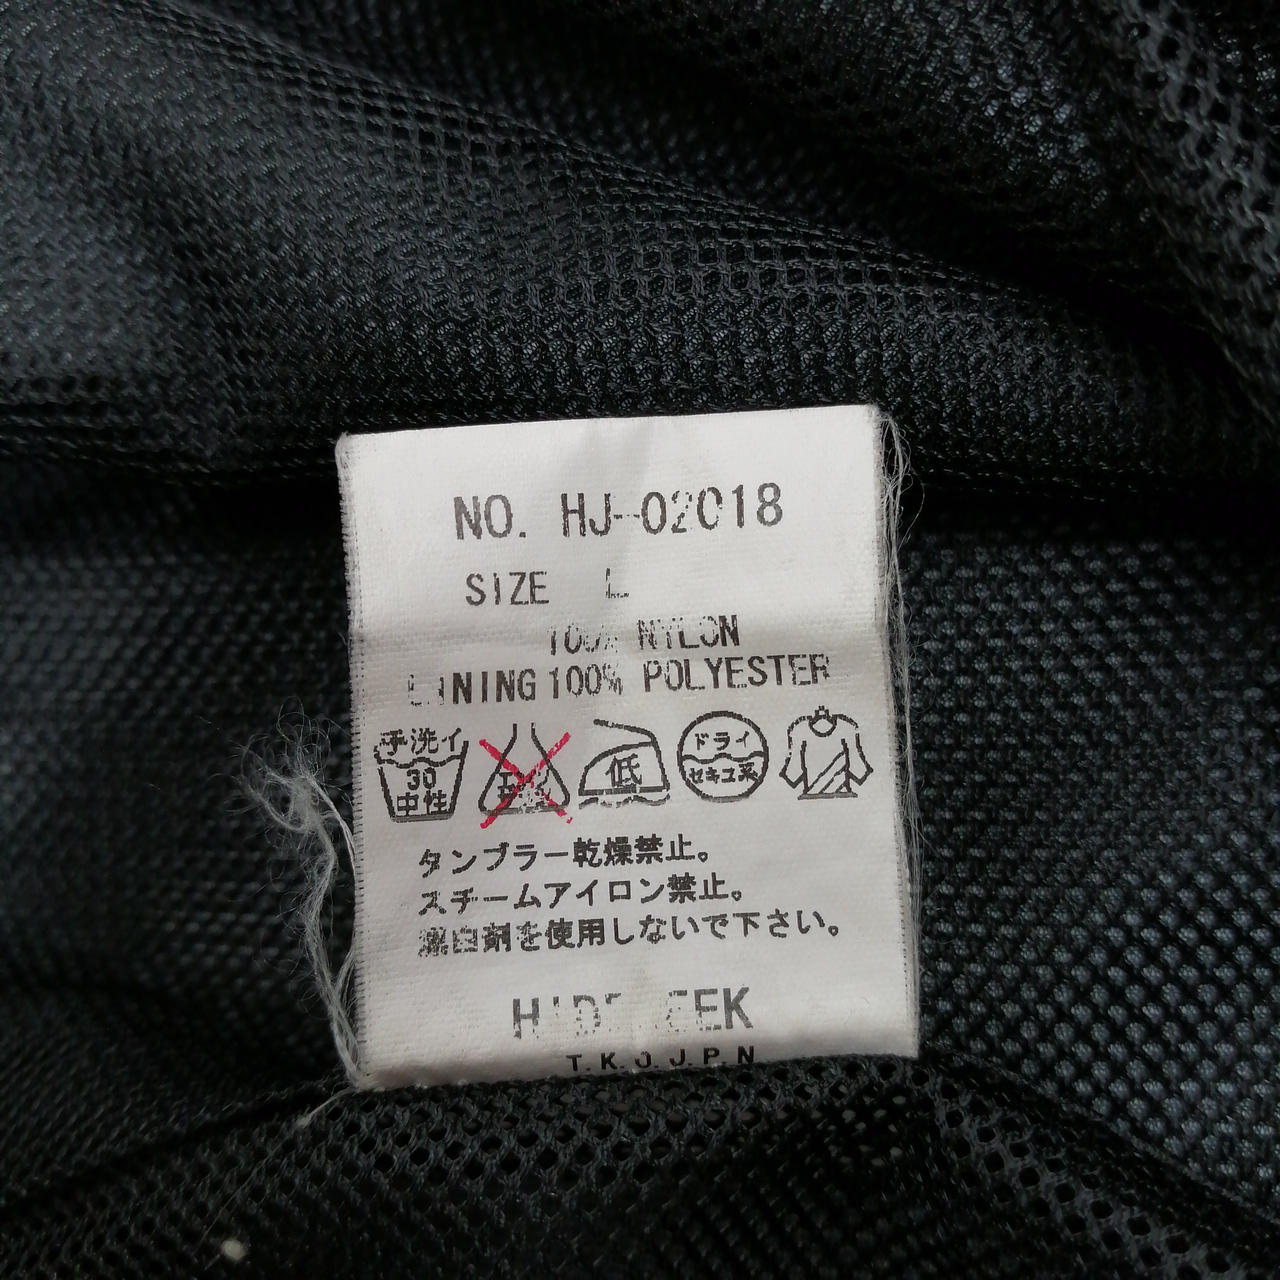 NO. HJ-02018
SIZE L
100% NYLON
LINING 100% POLYESTER
手洗イ
30
中性
低
ドライ
セキユ系
タンブラー乾燥禁止。
スチームアイロン禁止。
漂白剤を使用しないで下さい。
T.K.O.J.P.N